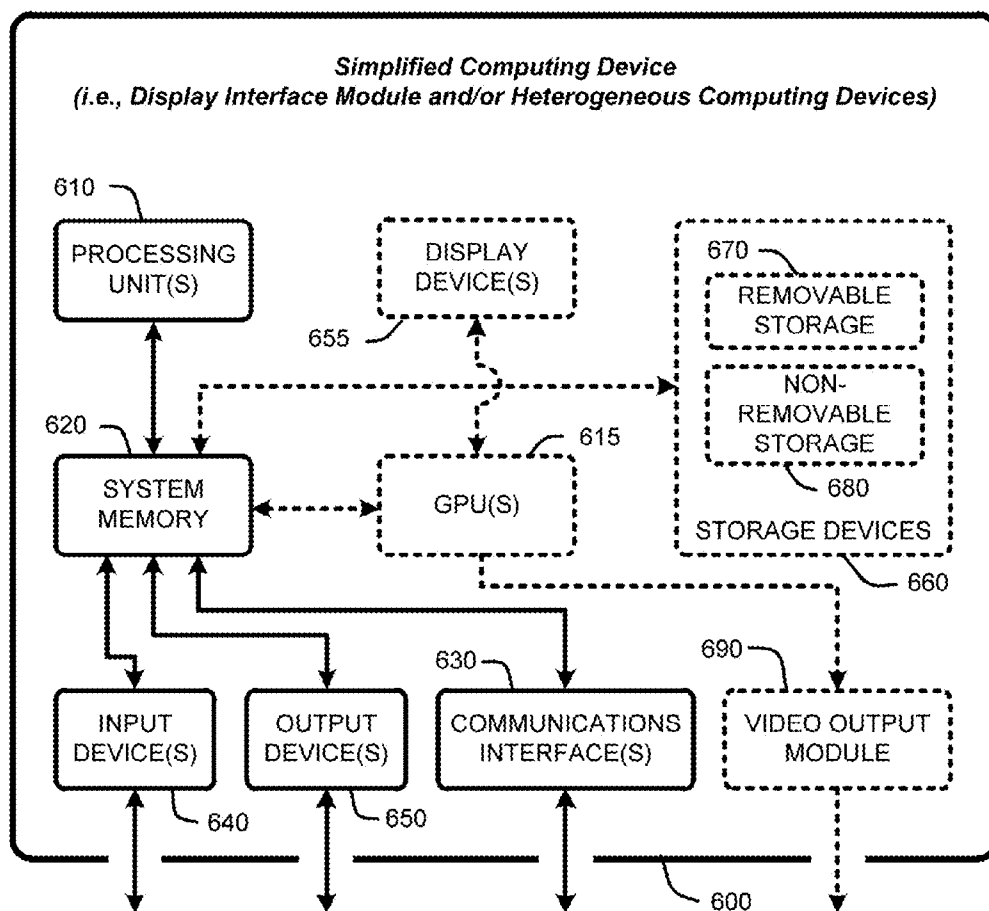 Simplified Computing Device
(i.e., Display Interface Module and/or Heterogeneous Computing Devices)
610
PROCESSING
UNIT(S)
DISPLAY
DEVICE(S)
655
670
REMOVABLE
STORAGE
NON-
REMOVABLE
STORAGE
680
STORAGE DEVICES
660
620
SYSTEM
MEMORY
615
GPU(S)
630
690
INPUT
DEVICE(S)
640
OUTPUT
DEVICE(S)
650
COMMUNICATIONS
INTERFACE(S)
VIDEO OUTPUT
MODULE
600